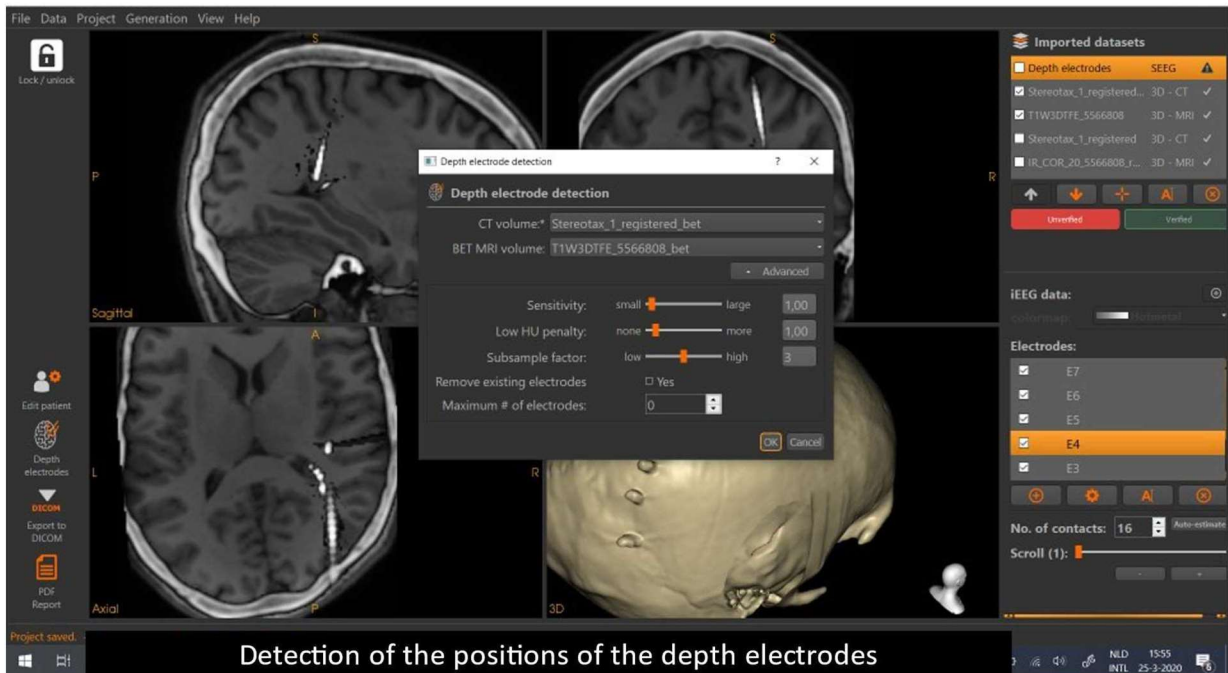 File Data Project Generation View Help
Lock / unlock
S
P
Sagittal
I
S
R
A
L
R
Axial
P
3D
Edit patient
Depth
electrodes
DICOM
Export to
DICOM
PDF
Report
Project saved.
Depth electrode detection ? ×
Depth electrode detection
CT volume:* Stereotax_1_registered_bet
BET MRI volume: T1W3DTFE_5566808_bet
- Advanced
Sensitivity: small large 1,00
Low HU penalty: none more 1,00
Subsample factor: low high 3
Remove existing electrodes Yes
Maximum # of electrodes: 0
OK Cancel
Imported datasets
Depth electrodes SEEG
Stereotax_1_registered... 3D - CT
T1W3DTFE_5566808 3D - MRI
Stereotax_1_registered 3D - CT
IR_COR_20_5566808_r... 3D - MRI
A
Unverified Verified
iEEG data:
colormap:
Electrodes:
E7
E6
E5
E4
E3
A
No. of contacts: 16 Auto-estimate
Scroll (1):
- +
Detection of the positions of the depth electrodes
NLD 15:55
INTL 25-3-2020
6